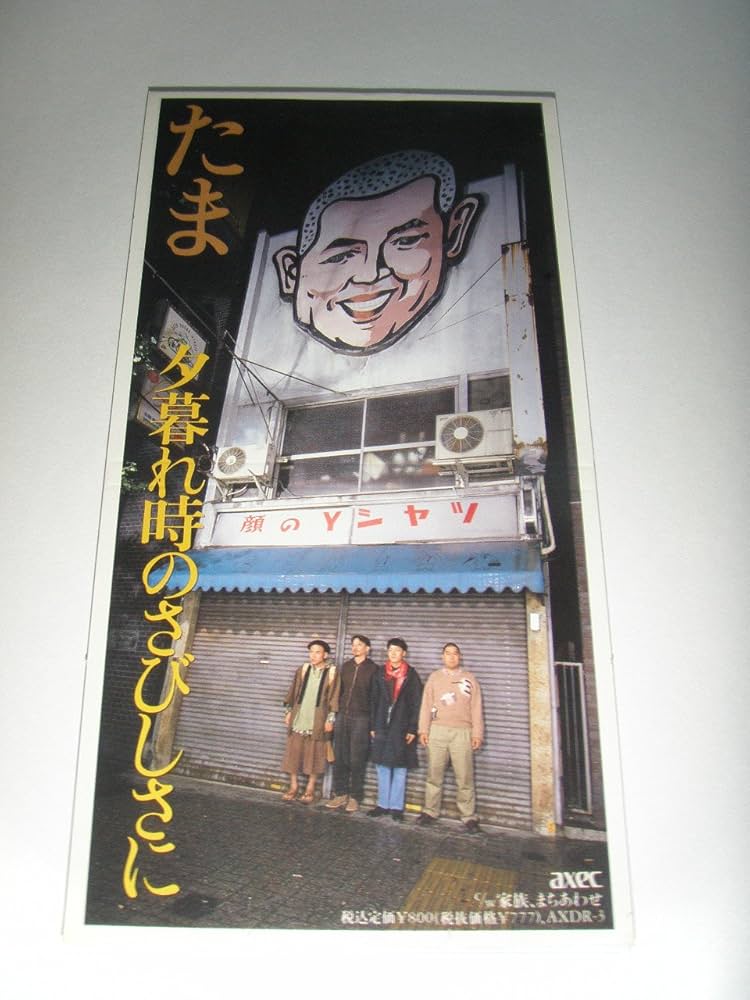 たま
夕暮れ時のさびしさに
顔のYシャツ
axec
c/w 家族、まちあわせ
税込定価¥800(税抜価格¥777)、AXDR-3